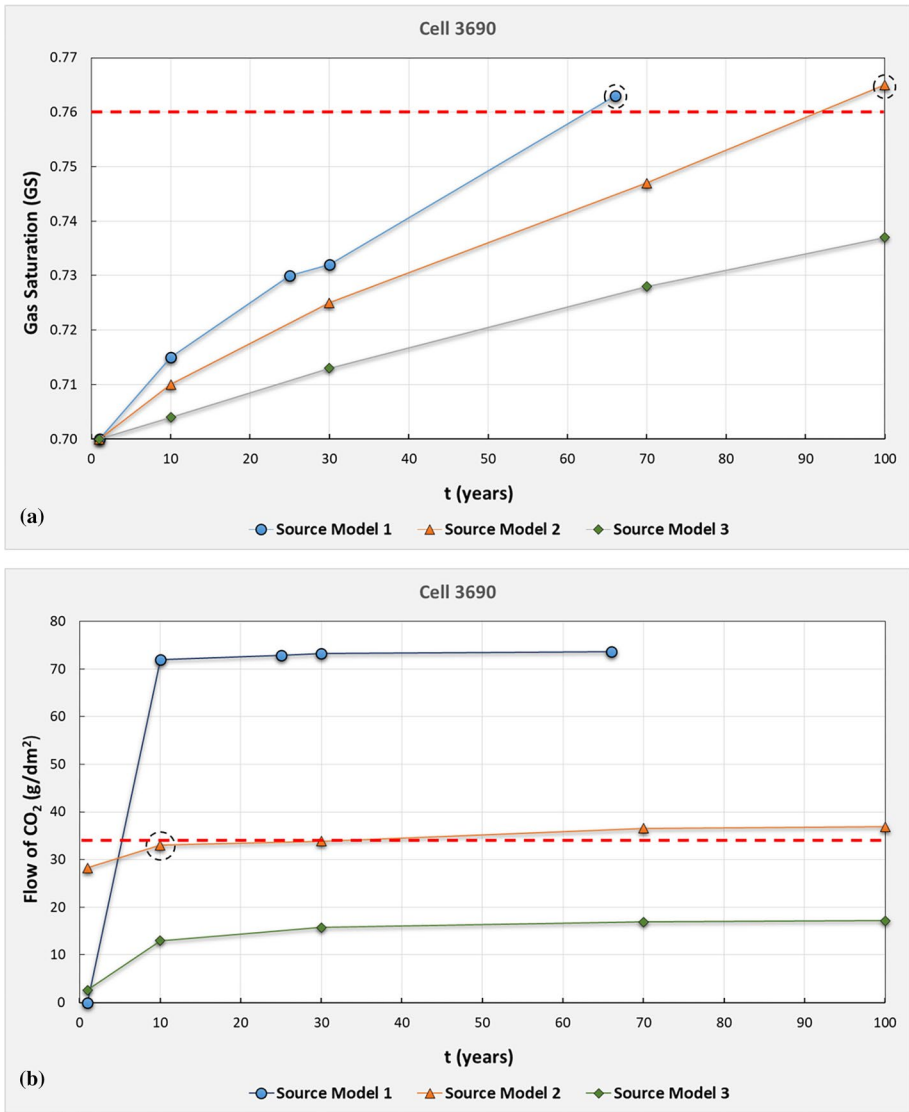 Cell 3690
0.77
0.76
0.75
0.74
0.73
0.72
0.71
0.70
Gas Saturation (GS)
0 10 20 30 40 50 60 70 80 90 100
t (years)
(a)
Source Model 1 Source Model 2 Source Model 3
Cell 3690
80
70
60
50
40
30
20
10
0
Flow of CO₂ (g/dm²)
0 10 20 30 40 50 60 70 80 90 100
t (years)
(b)
Source Model 1 Source Model 2 Source Model 3